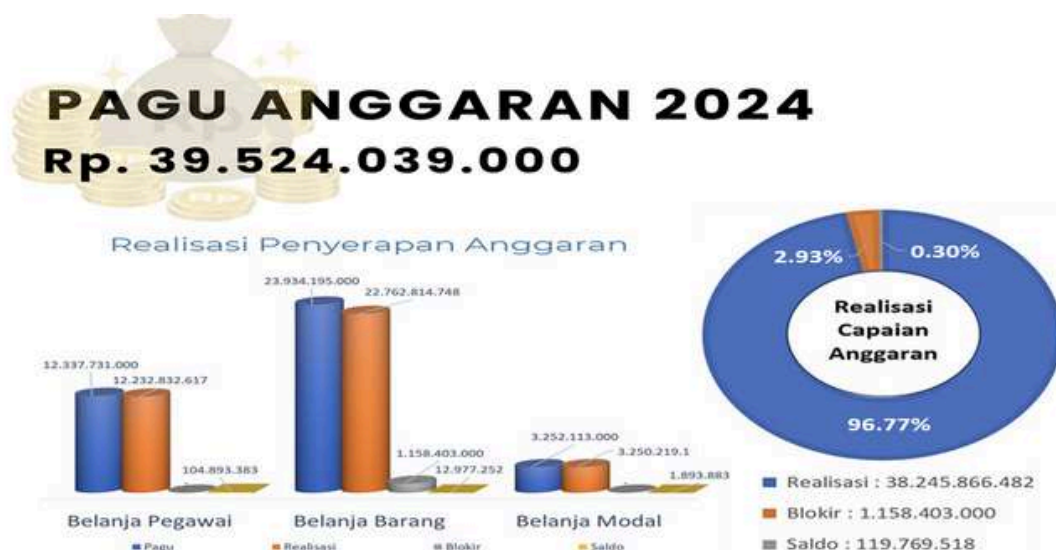 PAGU ANGGARAN 2024
Rp. 39.524.039.000
Realisasi Penyerapan Anggaran
23.934.195.000
22.762.814.748
12.337.731.000
12.232.832.617
104.893.383
1.158.403.000
12.977.252
3.252.113.000
3.250.219.1
1.893.883
Belanja Pegawai
Belanja Barang
Belanja Modal
Pagu
Realisasi
Blokir
Saldo
2.93%
0.30%
Realisasi
Capaian
Anggaran
96.77%
Realisasi : 38.245.866.482
Blokir : 1.158.403.000
Saldo : 119.769.518